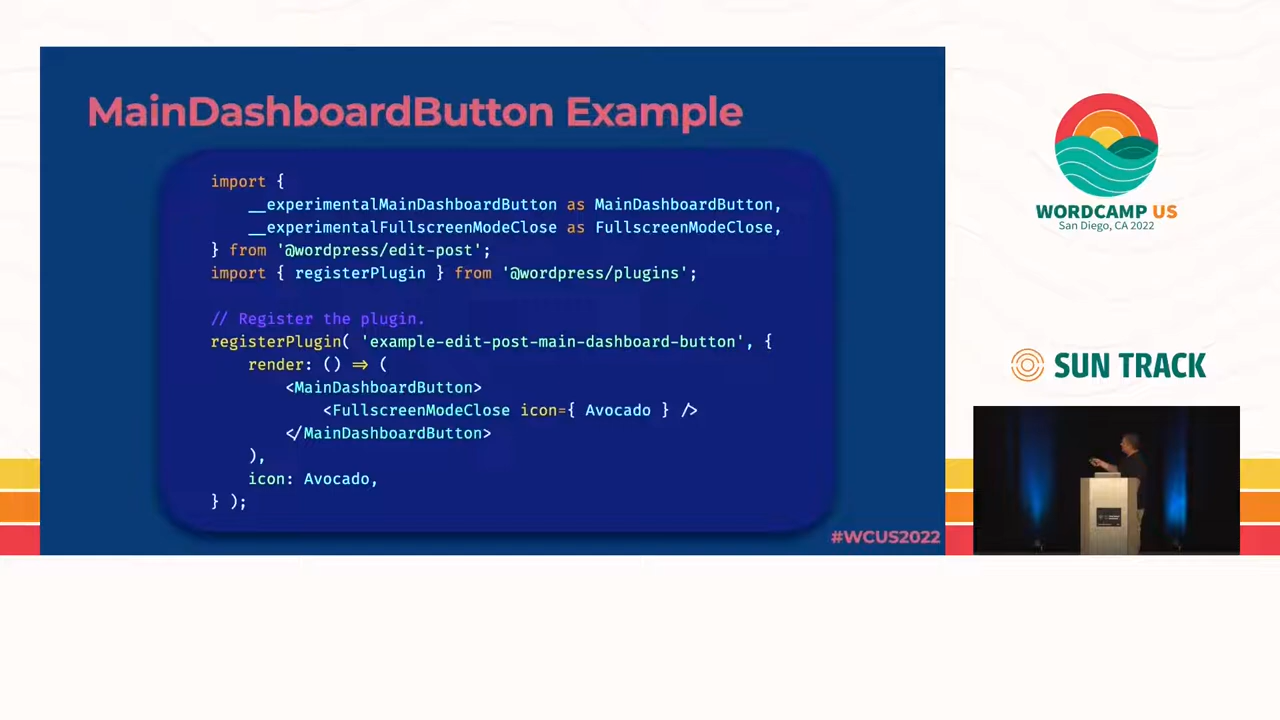 MainDashboardButton Example
import {
__experimentalMainDashboardButton as MainDashboardButton,
__experimentalFullscreenModeClose as FullscreenModeClose,
} from '@wordpress/edit-post';
import { registerPlugin } from '@wordpress/plugins';
// Register the plugin.
registerPlugin( 'example-edit-post-main-dashboard-button', {
render: () => (
<MainDashboardButton>
<FullscreenModeClose icon={ Avocado } />
</MainDashboardButton>
),
icon: Avocado,
} );
#WCUS2022
WORDCAMP US
San Diego, CA 2022
SUN TRACK